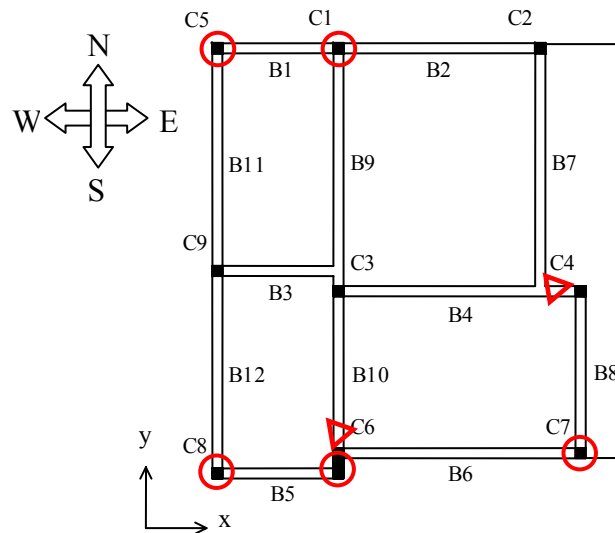 C5 C1 C2
N B1 B2
W E
B11 B9 B7
S
C9 C3 C4
B3 B4
B12 B10 B8
C6 C7
y C8
B5 B6
x